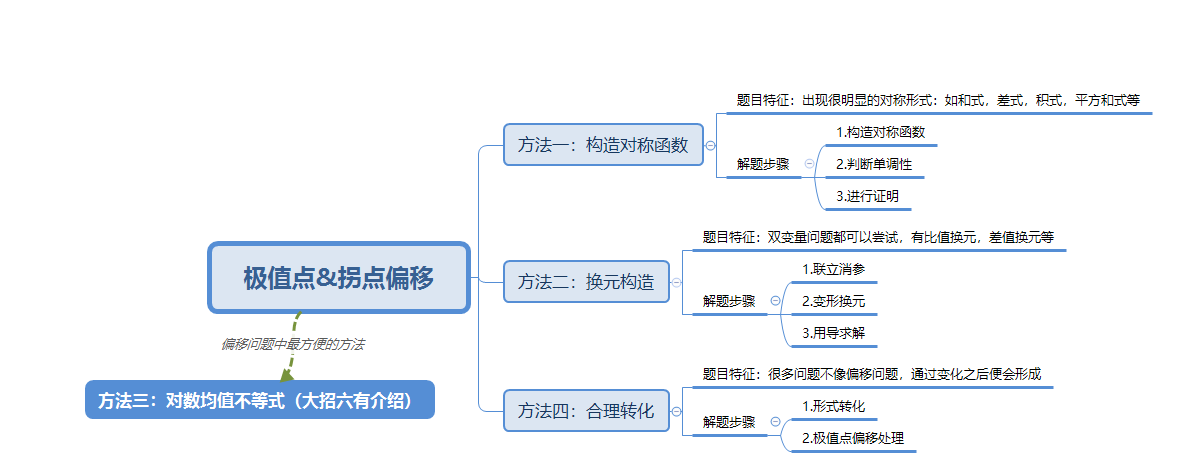 极值点&拐点偏移
偏移问题中最方便的方法
方法三：对数均值不等式（大招六有介绍）
方法一：构造对称函数
题目特征：出现很明显的对称形式：如和式，差式，积式，平方和式等
解题步骤
1.构造对称函数
2.判断单调性
3.进行证明
方法二：换元构造
题目特征：双变量问题都可以尝试，有比值换元，差值换元等
解题步骤
1.联立消参
2.变形换元
3.用导求解
方法四：合理转化
题目特征：很多问题不像偏移问题，通过变化之后便会形成
解题步骤
1.形式转化
2.极值点偏移处理